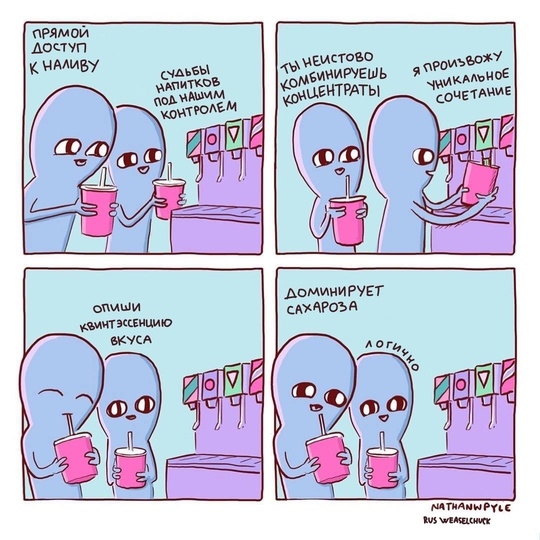 ПРЯМОЙ
ДОСТУП
К НАЛИВУ
СУДЬБЫ
НАПИТКОВ
ПОД НАШИМ
КОНТРОЛЕМ
ТЫ НЕИСТОВО
КОМБИНИРУЕШЬ
КОНЦЕНТРАТЫ
Я ПРОИЗВОЖУ
УНИКАЛЬНОЕ
СОЧЕТАНИЕ
ОПИШИ
КВИНТЭССЕНЦИЮ
ВКУСА
ДОМИНИРУЕТ
САХАРОЗА
ЛОГИЧНО
NATHANWPYLE
RUS WEASELCHUCK